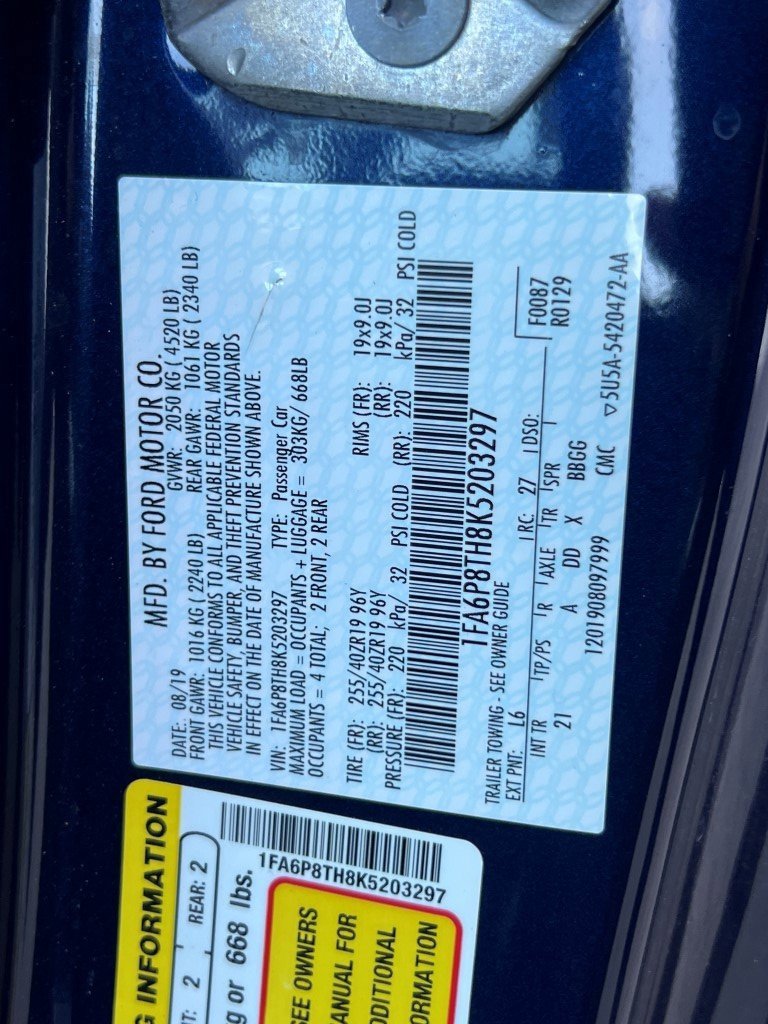 MFD. BY FORD MOTOR CO.
DATE: 08/19 GVWR: 2050 KG ( 4520 LB)
FRONT GAWR: 1016 KG ( 2240 LB) REAR GAWR: 1061 KG ( 2340 LB)
THIS VEHICLE CONFORMS TO ALL APPLICABLE FEDERAL MOTOR
VEHICLE SAFETY, BUMPER, AND THEFT PREVENTION STANDARDS
IN EFFECT ON THE DATE OF MANUFACTURE SHOWN ABOVE.
VIN: 1FA6P8TH8K5203297 TYPE: Passenger Car
MAXIMUM LOAD = OCCUPANTS + LUGGAGE = 303KG/ 668LB
OCCUPANTS = 4 TOTAL; 2 FRONT, 2 REAR
TIRE (FR): 255/40ZR19 96Y RIMS (FR): 19x9.0J
(RR): 255/40ZR19 96Y (RR): 19x9.0J
PRESSURE (FR): 220 kPa/ 32 PSI COLD (RR): 220 kPa/ 32 PSI COLD
1FA6P8TH8K5203297
TRAILER TOWING - SEE OWNER GUIDE
EXT PNT: L6 RC: 27 DSO: F0087
R0129
INT TR TP/PS R AXLE TR SPR
21 A DD X BBGG
1201908097999 CMC ▽5U5A-5420472-AA
G INFORMATION
T: 2 REAR: 2
g or 668 lbs.
1FA6P8TH8K5203297
SEE OWNERS
ANUAL FOR
DDITIONAL
ORMATION